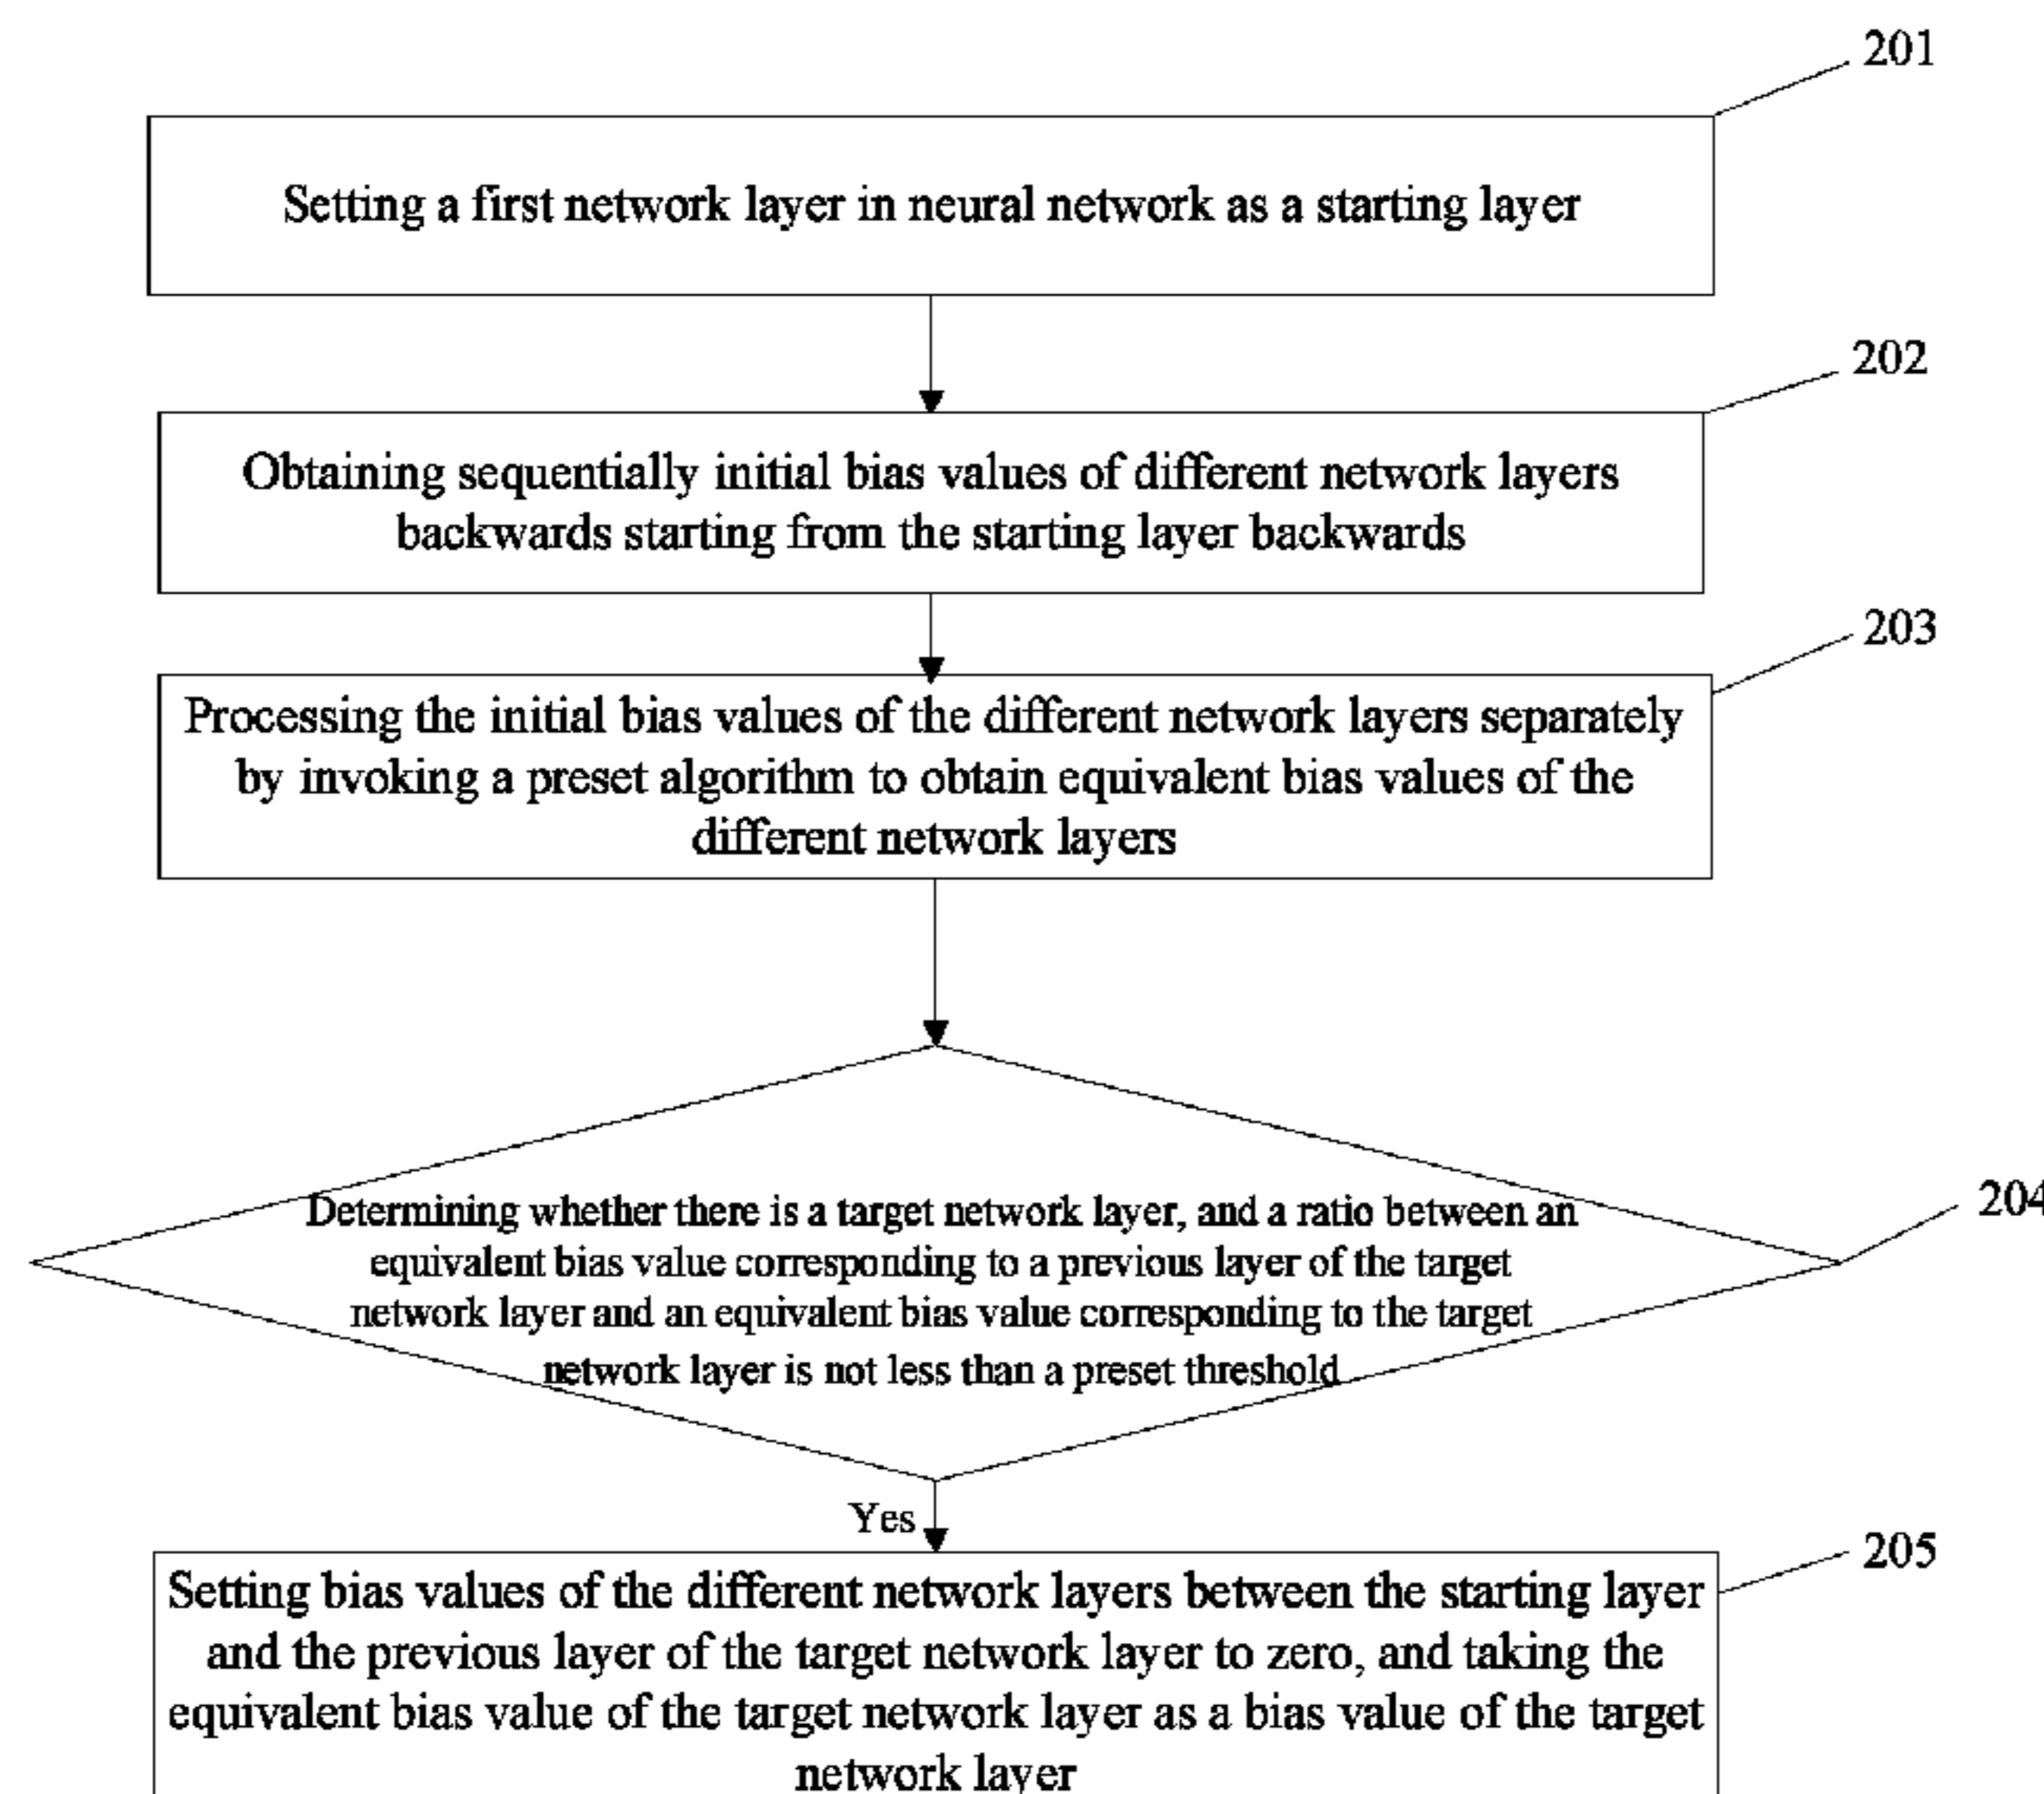 201
Setting a first network layer in neural network as a starting layer
202
Obtaining sequentially initial bias values of different network layers
backwards starting from the starting layer backwards
203
Processing the initial bias values of the different network layers separately
by invoking a preset algorithm to obtain equivalent bias values of the
different network layers
204
Determining whether there is a target network layer, and a ratio between an
equivalent bias value corresponding to a previous layer of the target
network layer and an equivalent bias value corresponding to the target
network layer is not less than a preset threshold
Yes
205
Setting bias values of the different network layers between the starting layer
and the previous layer of the target network layer to zero, and taking the
equivalent bias value of the target network layer as a bias value of the target
network layer